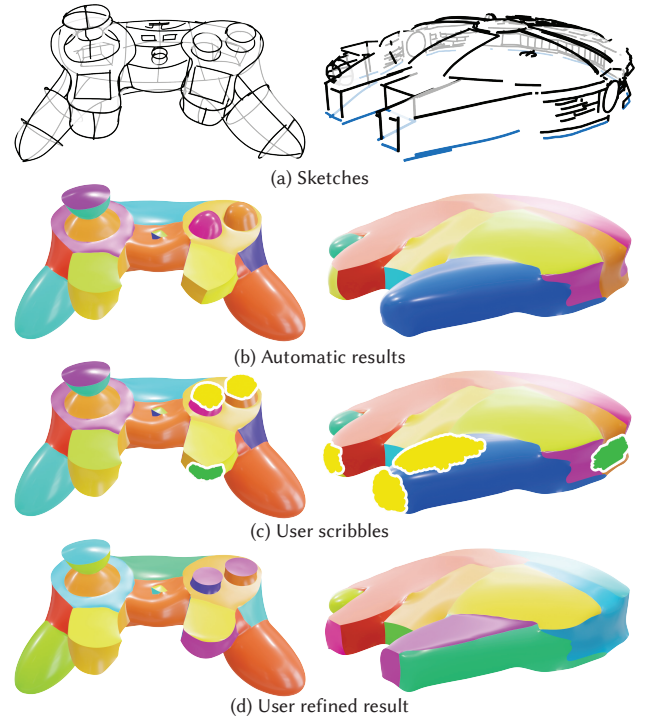 (a) Sketches
(b) Automatic results
(c) User scribbles
(d) User refined result